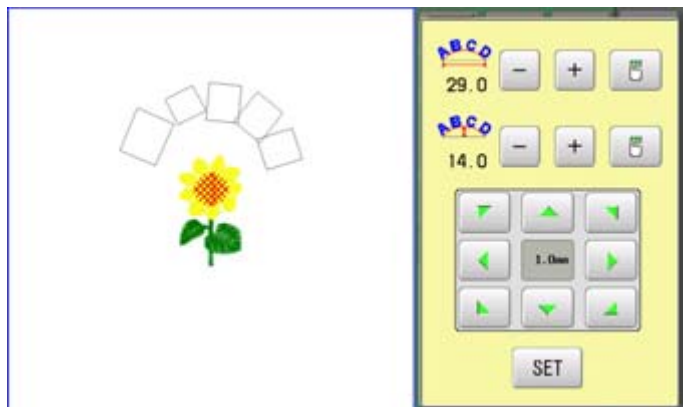 ABCD
29.0 - +
ABCD
14.0 - +
1.0mm
SET